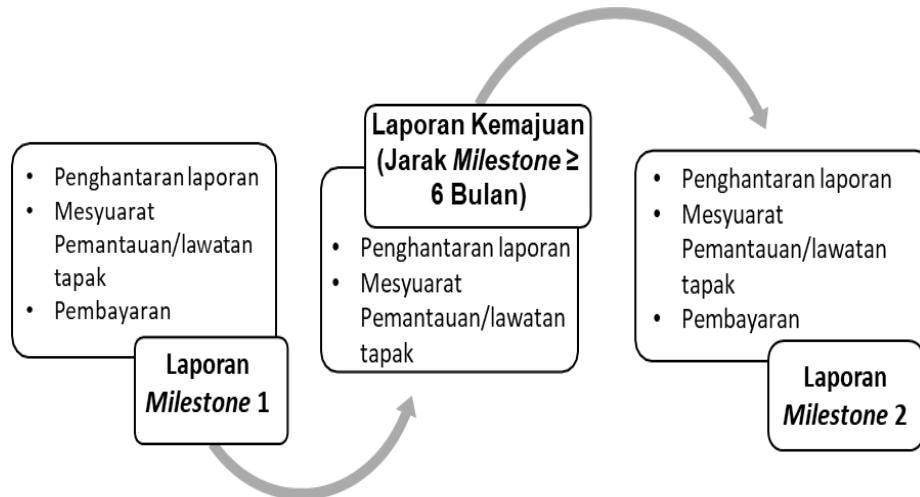 • Penghantaran laporan
• Mesyuarat
Pemantauan/lawatan
tapak
• Pembayaran
Laporan
Milestone 1
Laporan Kemajuan
(Jarak Milestone ≥
6 Bulan)
• Penghantaran laporan
• Mesyuarat
Pemantauan/lawatan
tapak
• Penghantaran laporan
• Mesyuarat
Pemantauan/lawatan
tapak
• Pembayaran
Laporan
Milestone 2